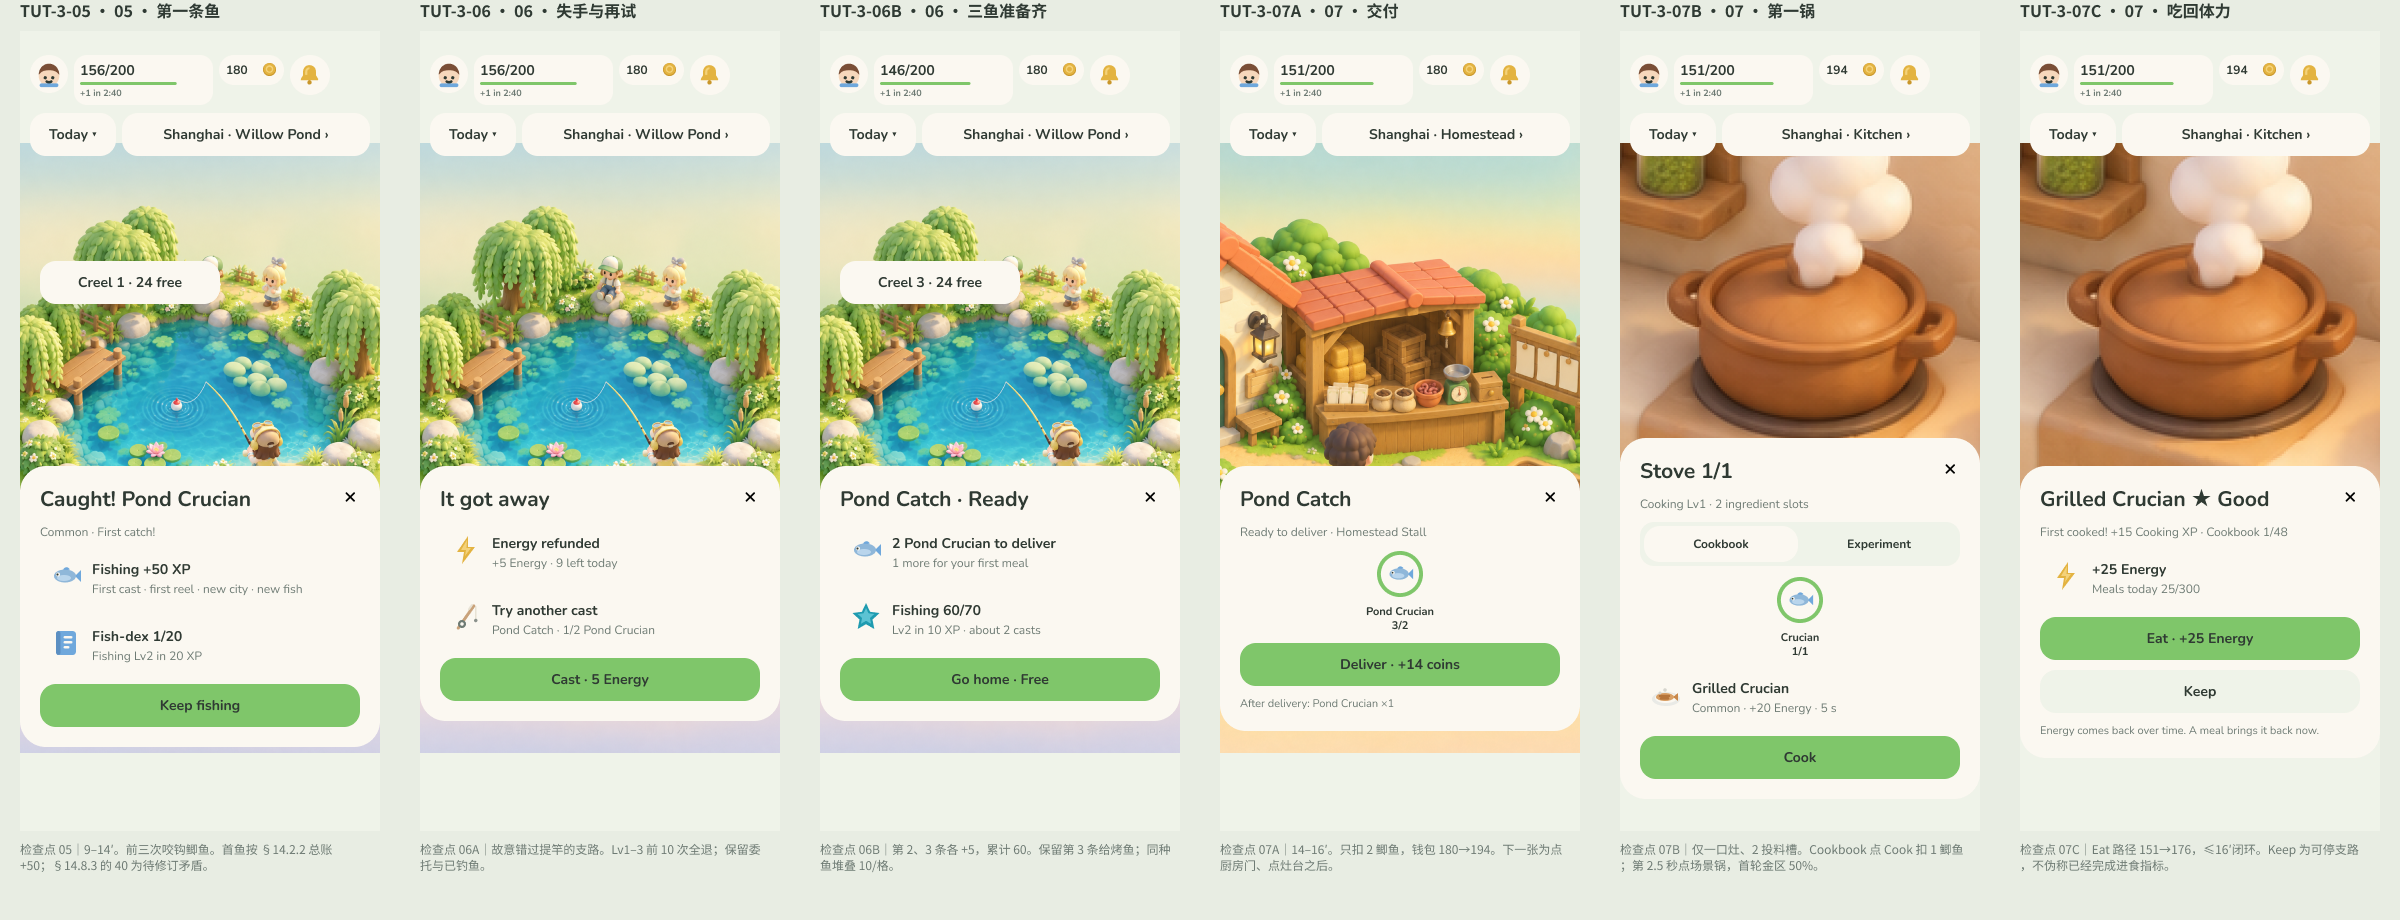 TUT-3-05 • 05 • 第一条鱼
156/200
+1 in 2:40
180
Today ▾
Shanghai · Willow Pond ›
Creel 1 · 24 free
Caught! Pond Crucian
×
Common · First catch!
Fishing +50 XP
First cast · first reel · new city · new fish
Fish-dex 1/20
Fishing Lv2 in 20 XP
Keep fishing
检查点 05｜9–14′。前三次咬钩鲫鱼。首鱼按 §14.2.2 总账
+50；§14.8.3 的 40 为待修订矛盾。
TUT-3-06 • 06 • 失手与再试
156/200
+1 in 2:40
180
Today ▾
Shanghai · Willow Pond ›
It got away
×
Energy refunded
+5 Energy · 9 left today
Try another cast
Pond Catch · 1/2 Pond Crucian
Cast · 5 Energy
检查点 06A｜故意错过提竿的支路。Lv1–3 前 10 次全退；保留委
托与已钓鱼。
TUT-3-06B • 06 • 三鱼准备齐
146/200
+1 in 2:40
180
Today ▾
Shanghai · Willow Pond ›
Creel 3 · 24 free
Pond Catch · Ready
×
2 Pond Crucian to deliver
1 more for your first meal
Fishing 60/70
Lv2 in 10 XP · about 2 casts
Go home · Free
检查点 06B｜第 2、3 条各 +5，累计 60。保留第 3 条给烤鱼；同种
鱼堆叠 10/格。
TUT-3-07A • 07 • 交付
151/200
+1 in 2:40
180
Today ▾
Shanghai · Homestead ›
Pond Catch
×
Ready to deliver · Homestead Stall
Pond Crucian
3/2
Deliver · +14 coins
After delivery: Pond Crucian ×1
检查点 07A｜14–16′。只扣 2 鲫鱼，钱包 180→194。下一张为点
厨房门、点灶台之后。
TUT-3-07B • 07 • 第一锅
151/200
+1 in 2:40
194
Today ▾
Shanghai · Kitchen ›
Stove 1/1
×
Cooking Lv1 · 2 ingredient slots
Cookbook
Experiment
Crucian
1/1
Grilled Crucian
Common · +20 Energy · 5 s
Cook
检查点 07B｜仅一口灶、2 投料槽。Cookbook 点 Cook 扣 1 鲫鱼
；第 2.5 秒点场景锅，首轮金区 50%。
TUT-3-07C • 07 • 吃回体力
151/200
+1 in 2:40
194
Today ▾
Shanghai · Kitchen ›
Grilled Crucian ★ Good
×
First cooked! +15 Cooking XP · Cookbook 1/48
+25 Energy
Meals today 25/300
Eat · +25 Energy
Keep
Energy comes back over time. A meal brings it back now.
检查点 07C｜Eat 路径 151→176，≤16′闭环。Keep 为可停支路
，不伪称已经完成进食指标。